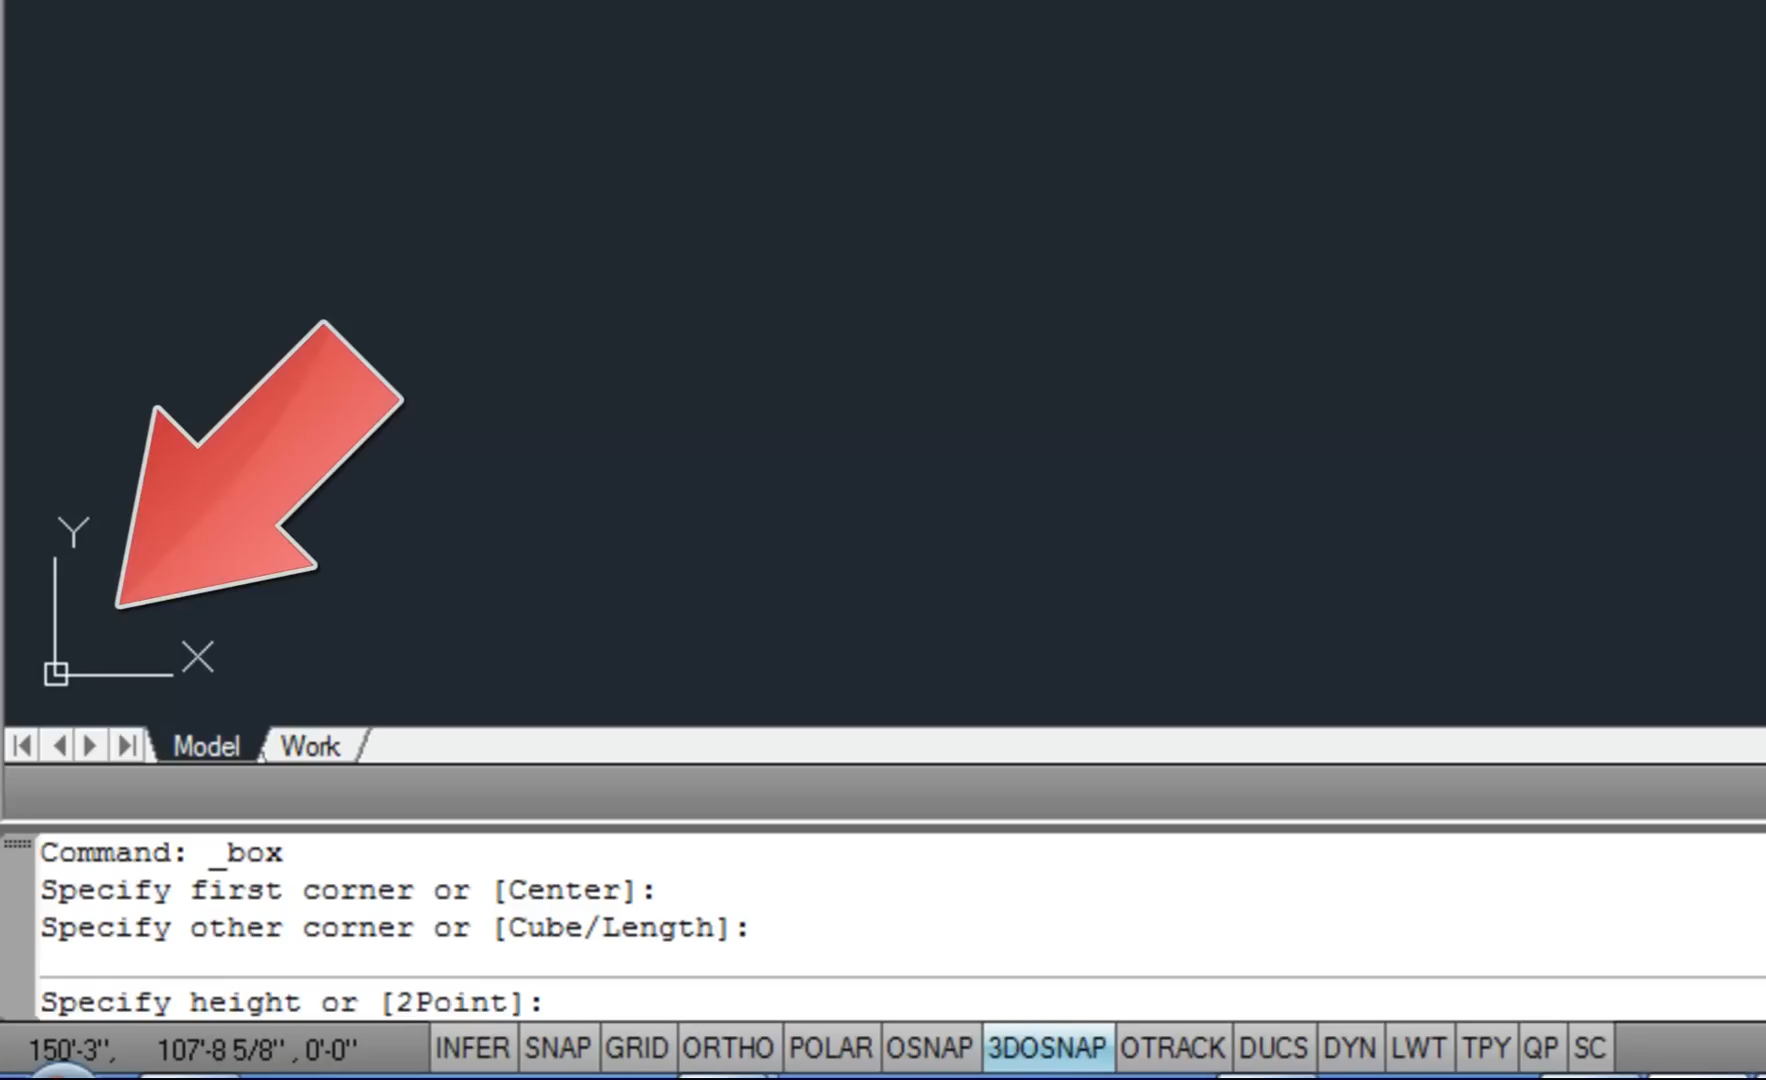 Y
X
Model Work
Command: _box
Specify first corner or [Center]:
Specify other corner or [Cube/Length]:
Specify height or [2Point]:
150'-3", 107'-8 5/8" , 0'-0" INFER SNAP GRID ORTHO POLAR OSNAP 3DOSNAP OTRACK DUCS DYN LWT TPY QP SC